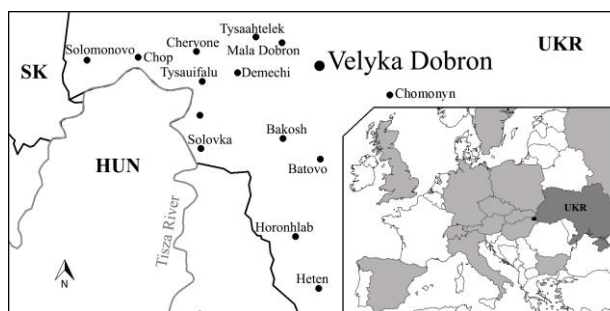 Tysaahtelek
Chervone
Mala Dobron
UKR
Solomonovo
Chop
SK
Velyka Dobron
Tysauifalu
Demechi
Chomonyn
Solovka
Bakosh
HUN
Batovo
UKR
Tisza River
Horonhlab
N
Heten